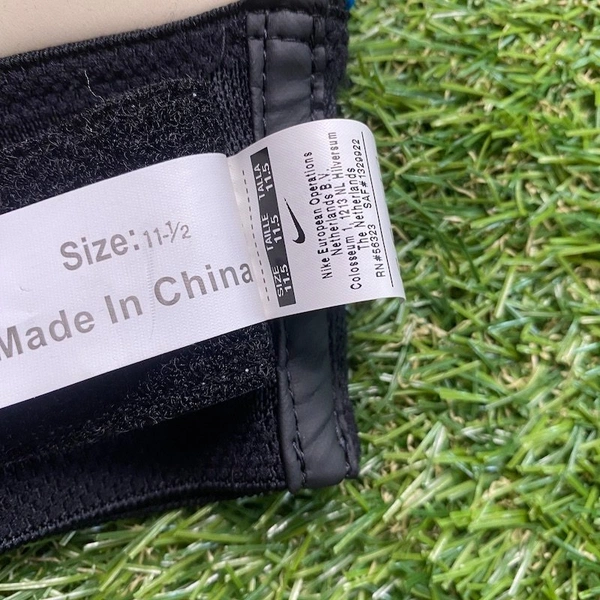 Size: 11-½
Made In China
SIZE TAILLE TALLA
11.5 11.5 11.5
Nike European Operations
Netherlands B.V.
Colosseum 1, 1213 NL Hilversum
The Netherlands
RN#56323 SAF#1329922